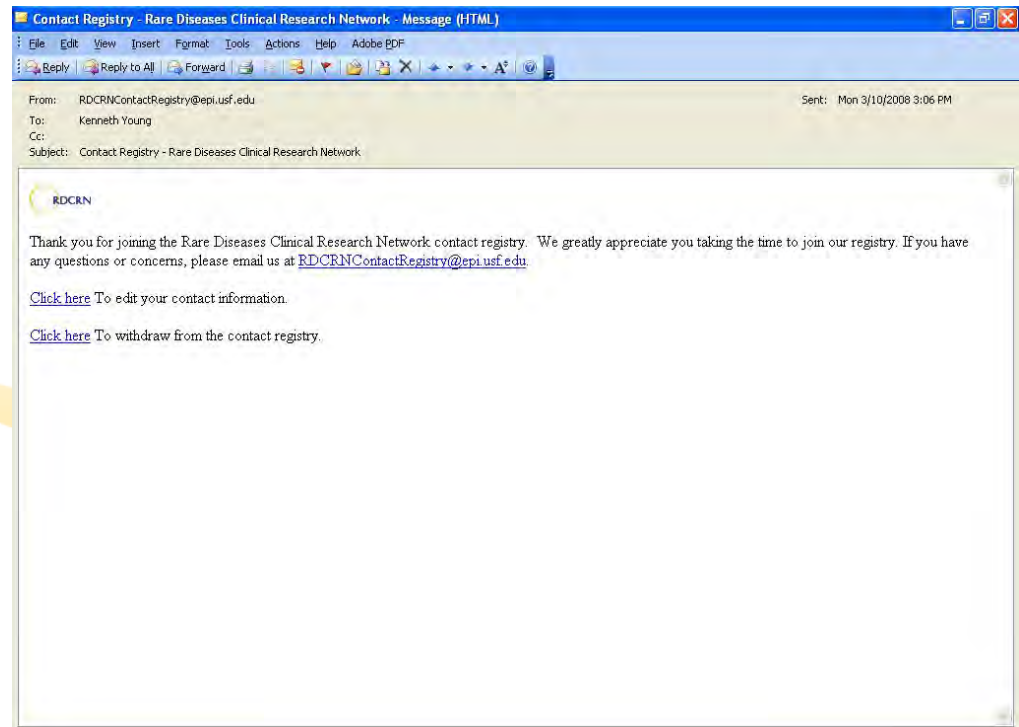 Contact Registry - Rare Diseases Clinical Research Network - Message (HTML)
File Edit View Insert Format Tools Actions Help Adobe PDF
Reply Reply to All Forward
From: RDCRNContactRegistry@epi.usf.edu Sent: Mon 3/10/2008 3:06 PM
To: Kenneth Young
Cc:
Subject: Contact Registry - Rare Diseases Clinical Research Network
RDCRN
Thank you for joining the Rare Diseases Clinical Research Network contact registry. We greatly appreciate you taking the time to join our registry. If you have
any questions or concerns, please email us at RDCRNContactRegistry@epi.usf.edu.
Click here To edit your contact information.
Click here To withdraw from the contact registry.